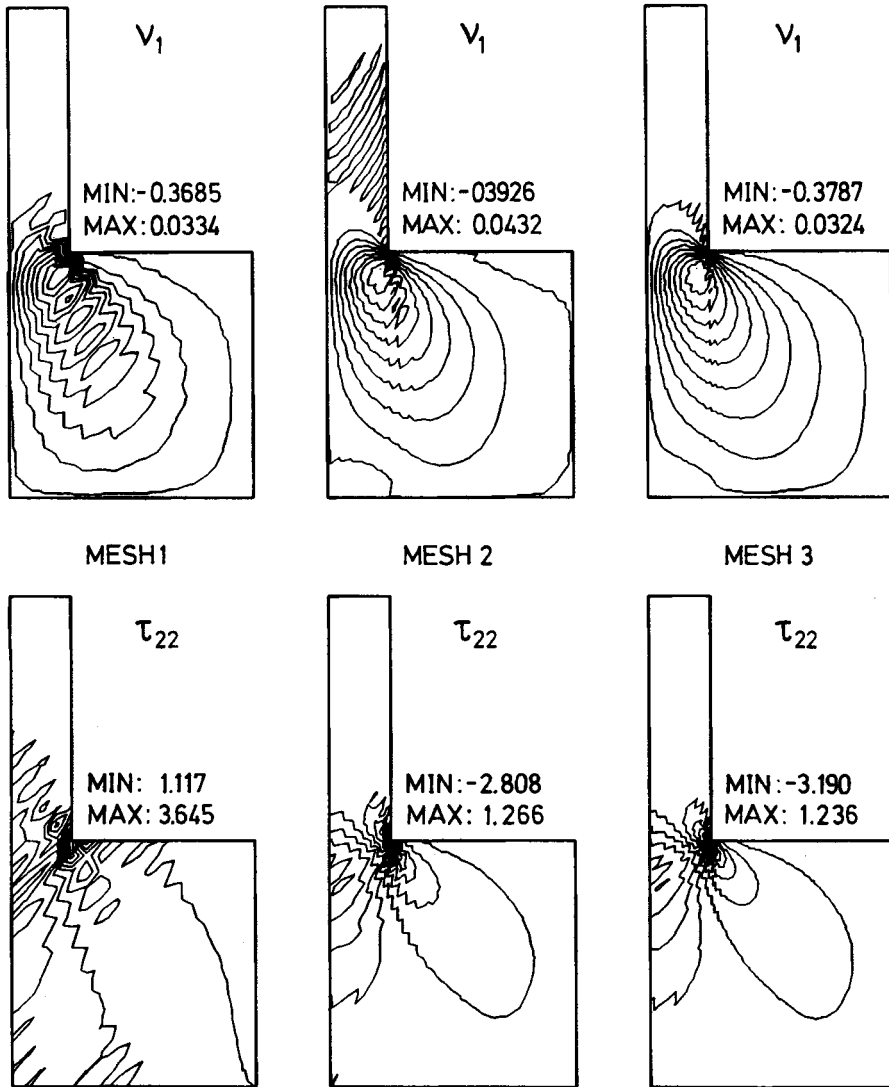 ν₁ ν₁ ν₁
MIN:-0.3685
MAX:0.0334
MIN:-03926
MAX:0.0432
MIN:-0.3787
MAX:0.0324
MESH 1 MESH 2 MESH 3
τ₂₂ τ₂₂ τ₂₂
MIN: 1.117
MAX: 3.645
MIN:-2.808
MAX: 1.266
MIN:-3.190
MAX: 1.236